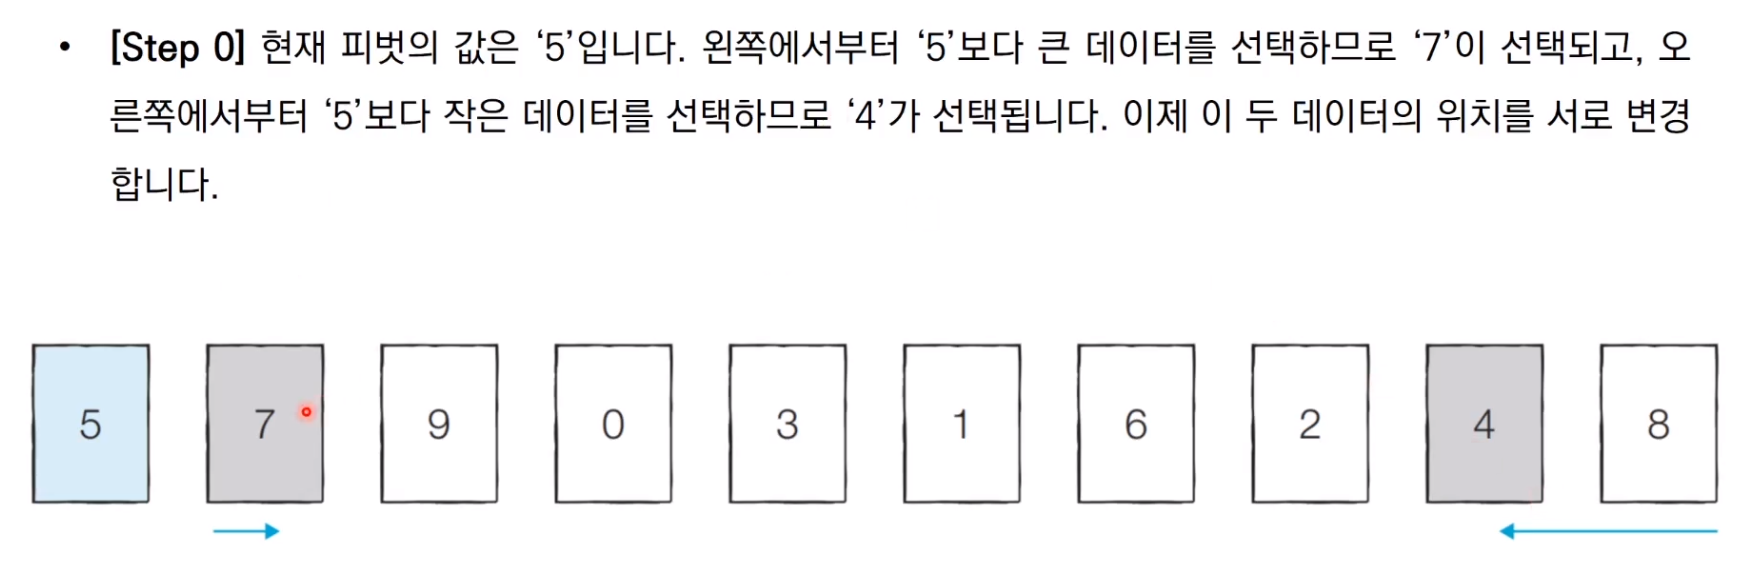 • [Step 0] 현재 피벗의 값은 ‘5’입니다. 왼쪽에서부터 ‘5’보다 큰 데이터를 선택하므로 ‘7’이 선택되고, 오
른쪽에서부터 ‘5’보다 작은 데이터를 선택하므로 ‘4’가 선택됩니다. 이제 이 두 데이터의 위치를 서로 변경
합니다.
5 7 9 0 3 1 6 2 4 8